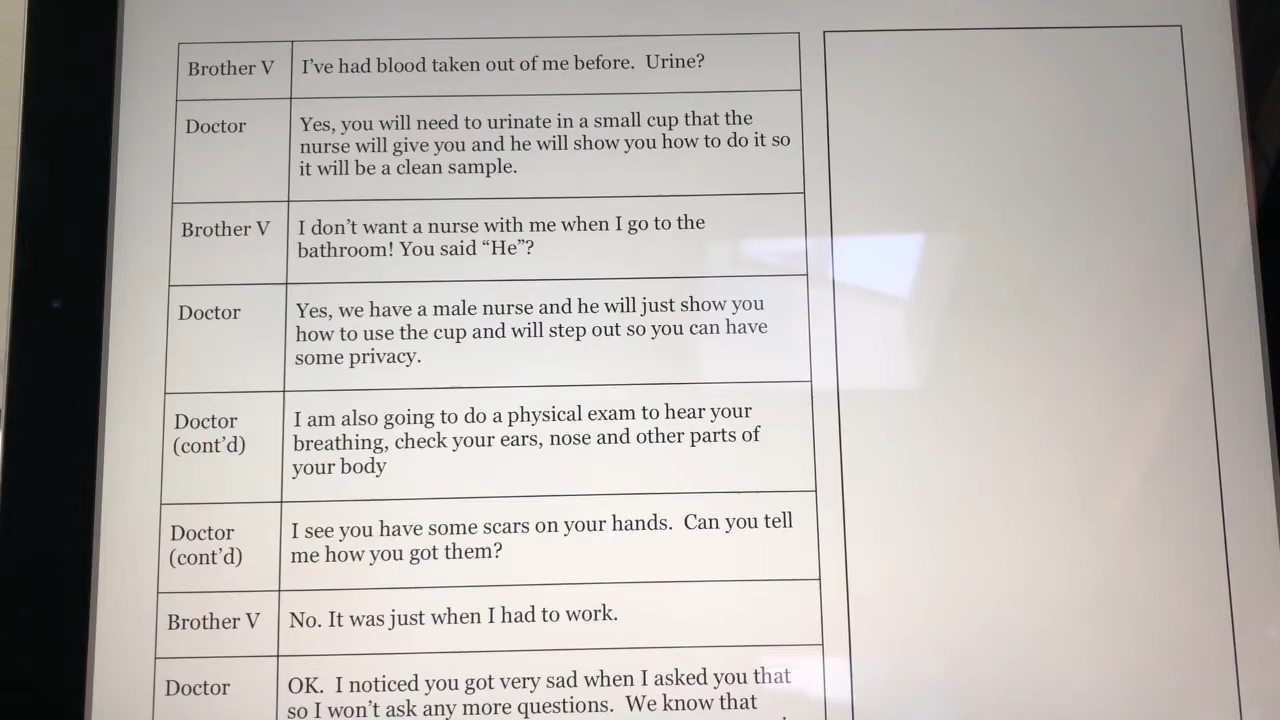 Brother V I've had blood taken out of me before. Urine?
Doctor Yes, you will need to urinate in a small cup that the
nurse will give you and he will show you how to do it so
it will be a clean sample.
Brother V I don't want a nurse with me when I go to the
bathroom! You said “He”?
Doctor Yes, we have a male nurse and he will just show you
how to use the cup and will step out so you can have
some privacy.
Doctor I am also going to do a physical exam to hear your
(cont'd) breathing, check your ears, nose and other parts of
your body
Doctor I see you have some scars on your hands. Can you tell
(cont'd) me how you got them?
Brother V No. It was just when I had to work.
Doctor OK. I noticed you got very sad when I asked you that
so I won't ask any more questions. We know that